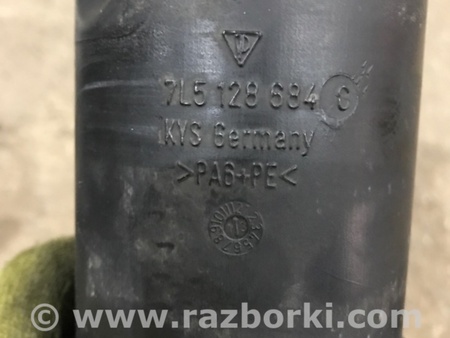 7L5 128 684 C
KYS Germany
>PA6+PE<
© www.razborki.com